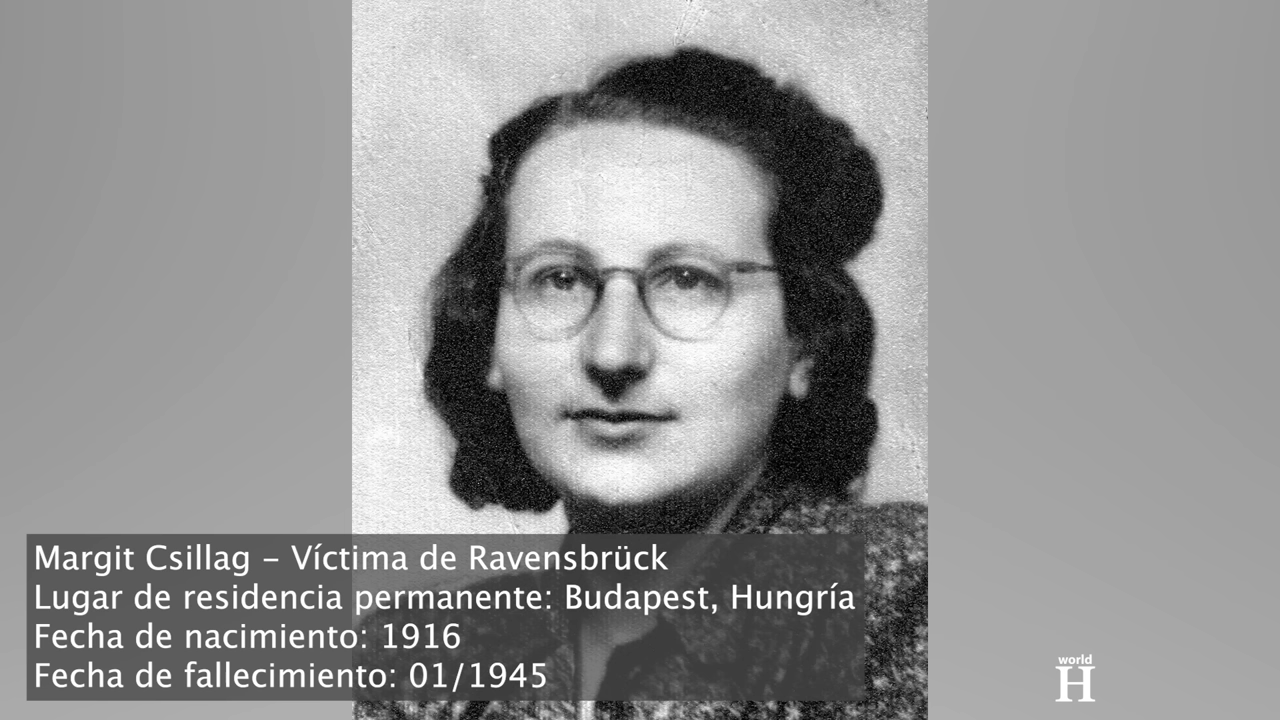 Margit Csillag – Víctima de Ravensbrück
Lugar de residencia permanente: Budapest, Hungría
Fecha de nacimiento: 1916
Fecha de fallecimiento: 01/1945
world
H